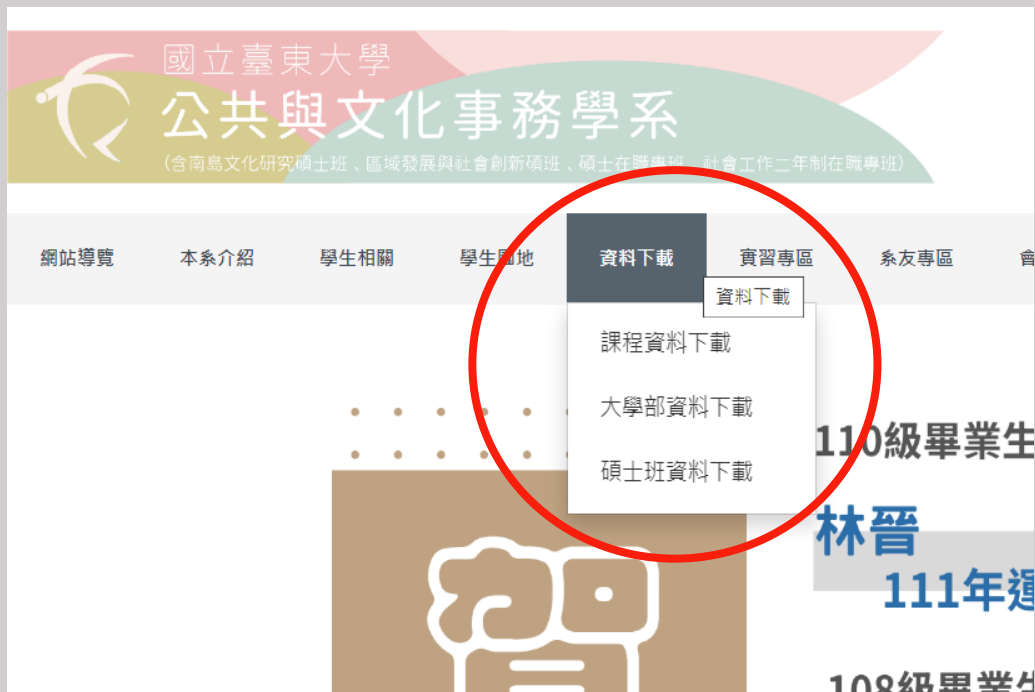 國立臺東大學
公共與文化事務學系
(含南島文化研究碩士班、區域發展與社會創新碩班、碩士在職專班、社會工作二年制在職專班)
網站導覽 本系介紹 學生相關 學生園地 資料下載 實習專區 系友專區 會
資料下載
課程資料下載
大學部資料下載
碩士班資料下載
110級畢業生
林晉
111年運
108級畢業生